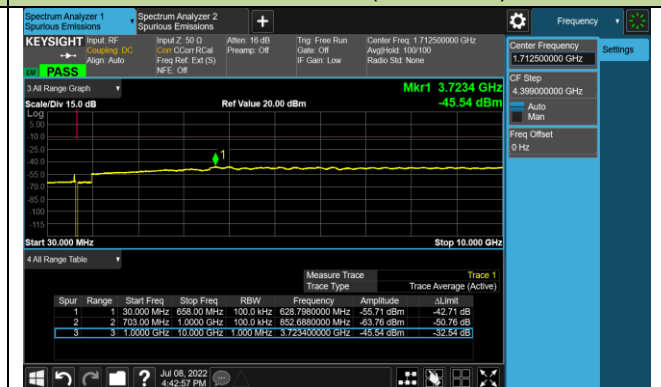 Spectrum Analyzer 1
Spurious Emissions
Spectrum Analyzer 2
Spurious Emissions
+
Frequency
KEYSIGHT
Input: RF
Coupling: DC
Align: Auto
Input Z: 50 Ω
Corr CCorr RCal
Freq Ref: Ext (S)
NFE: Off
Atten: 16 dB
Preamp: Off
Trig: Free Run
Gate: Off
IF Gain: Low
Center Freq: 1.712500000 GHz
Avg|Hold: 100/100
Radio Std: None
PASS
Center Frequency
1.712500000 GHz
Settings
CF Step
4.399000000 GHz
Auto
Man
Freq Offset
0 Hz
3 All Range Graph
Mkr1 3.7234 GHz
-45.54 dBm
Scale/Div 15.0 dB
Ref Value 20.00 dBm
Log
5.00
-10.0
-25.0
-40.0
-55.0
-70.0
-85.0
-100
-115
1
Start 30.000 MHz
Stop 10.000 GHz
4 All Range Table
Measure Trace Trace 1
Trace Type Trace Average (Active)
Spur Range Start Freq Stop Freq RBW Frequency Amplitude ΔLimit
1 1 30.000 MHz 658.00 MHz 100.0 kHz 628.7980000 MHz -55.71 dBm -42.71 dB
2 2 703.00 MHz 1.0000 GHz 100.0 kHz 852.6880000 MHz -63.76 dBm -50.76 dB
3 3 1.0000 GHz 10.000 GHz 1.000 MHz 3.723400000 GHz -45.54 dBm -32.54 dB
?
Jul 08, 2022
4:42:57 PM